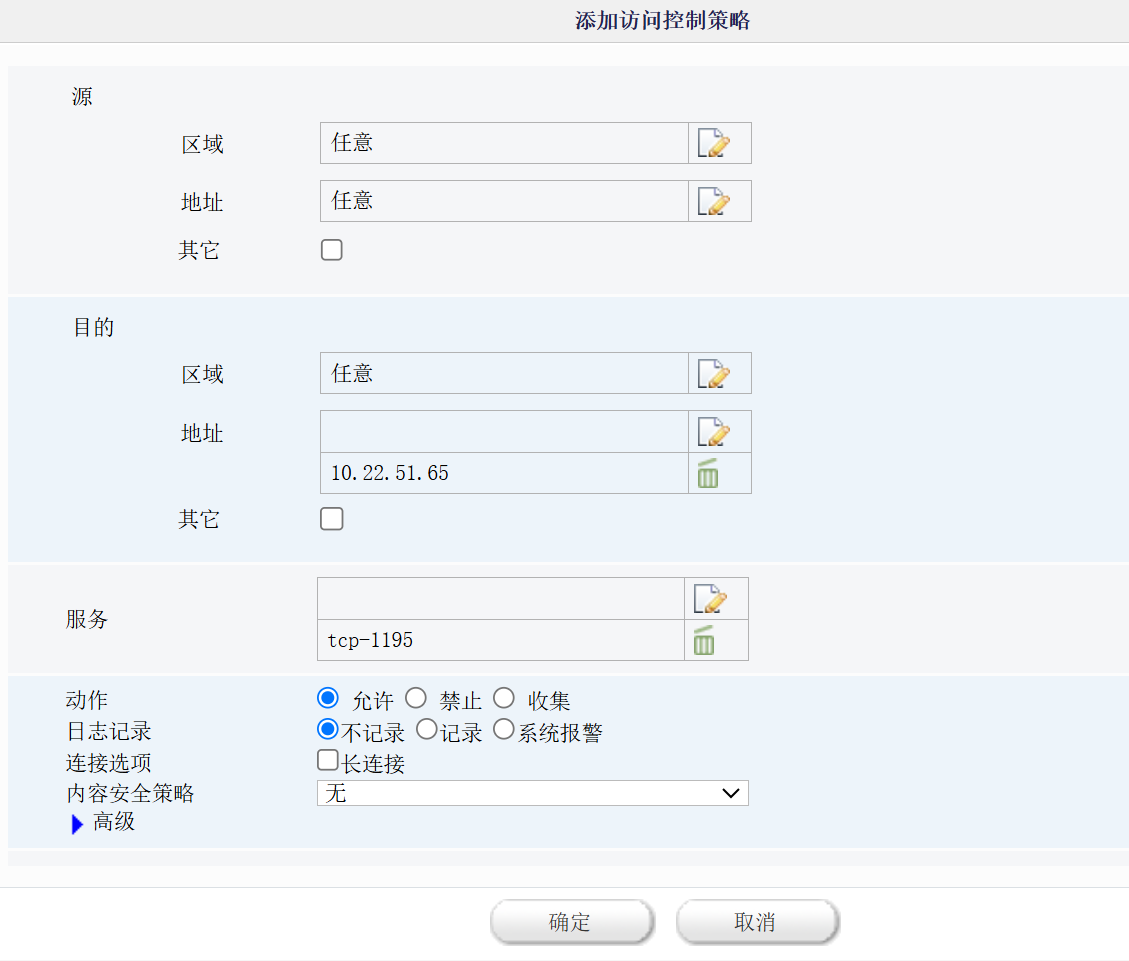 添加访问控制策略
源
区域 任意
地址 任意
其它
目的
区域 任意
地址
10.22.51.65
其它
服务
tcp-1195
动作 允许 禁止 收集
日志记录 不记录 记录 系统报警
连接选项 长连接
内容安全策略 无
高级
确定 取消